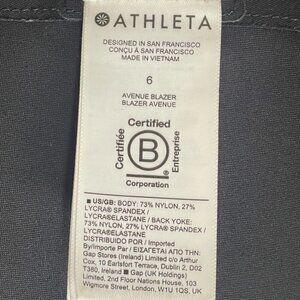 ATHLETA
DESIGNED IN SAN FRANCISCO
CONÇU À SAN FRANCISCO
MADE IN VIETNAM
6
AVENUE BLAZER
BLAZER AVENUE
Certified
Certifiée
B
®
Entreprise
Corporation
■ US/GB: BODY: 73% NYLON, 27%
LYCRA® SPANDEX /
LYCRA®ELASTANE / BACK YOKE:
73% NYLON, 27% LYCRA® SPANDEX /
LYCRA®ELASTANE
DISTRIBUIDO POR / Imported
By/Importé Par / ΕΙΣΑΓΕΤΑΙ ΑΠΟ ΤΗΝ:
Gap Stores (Ireland) Limited c/o Arthur
Cox, 10 Earlsfort Terrace, Dublin 2, D02
T380, Ireland ■ Gap (UK Holdings)
Limited, 2nd Floor Nations House, 103
Wigmore Street, London, W1U 1QS, UK